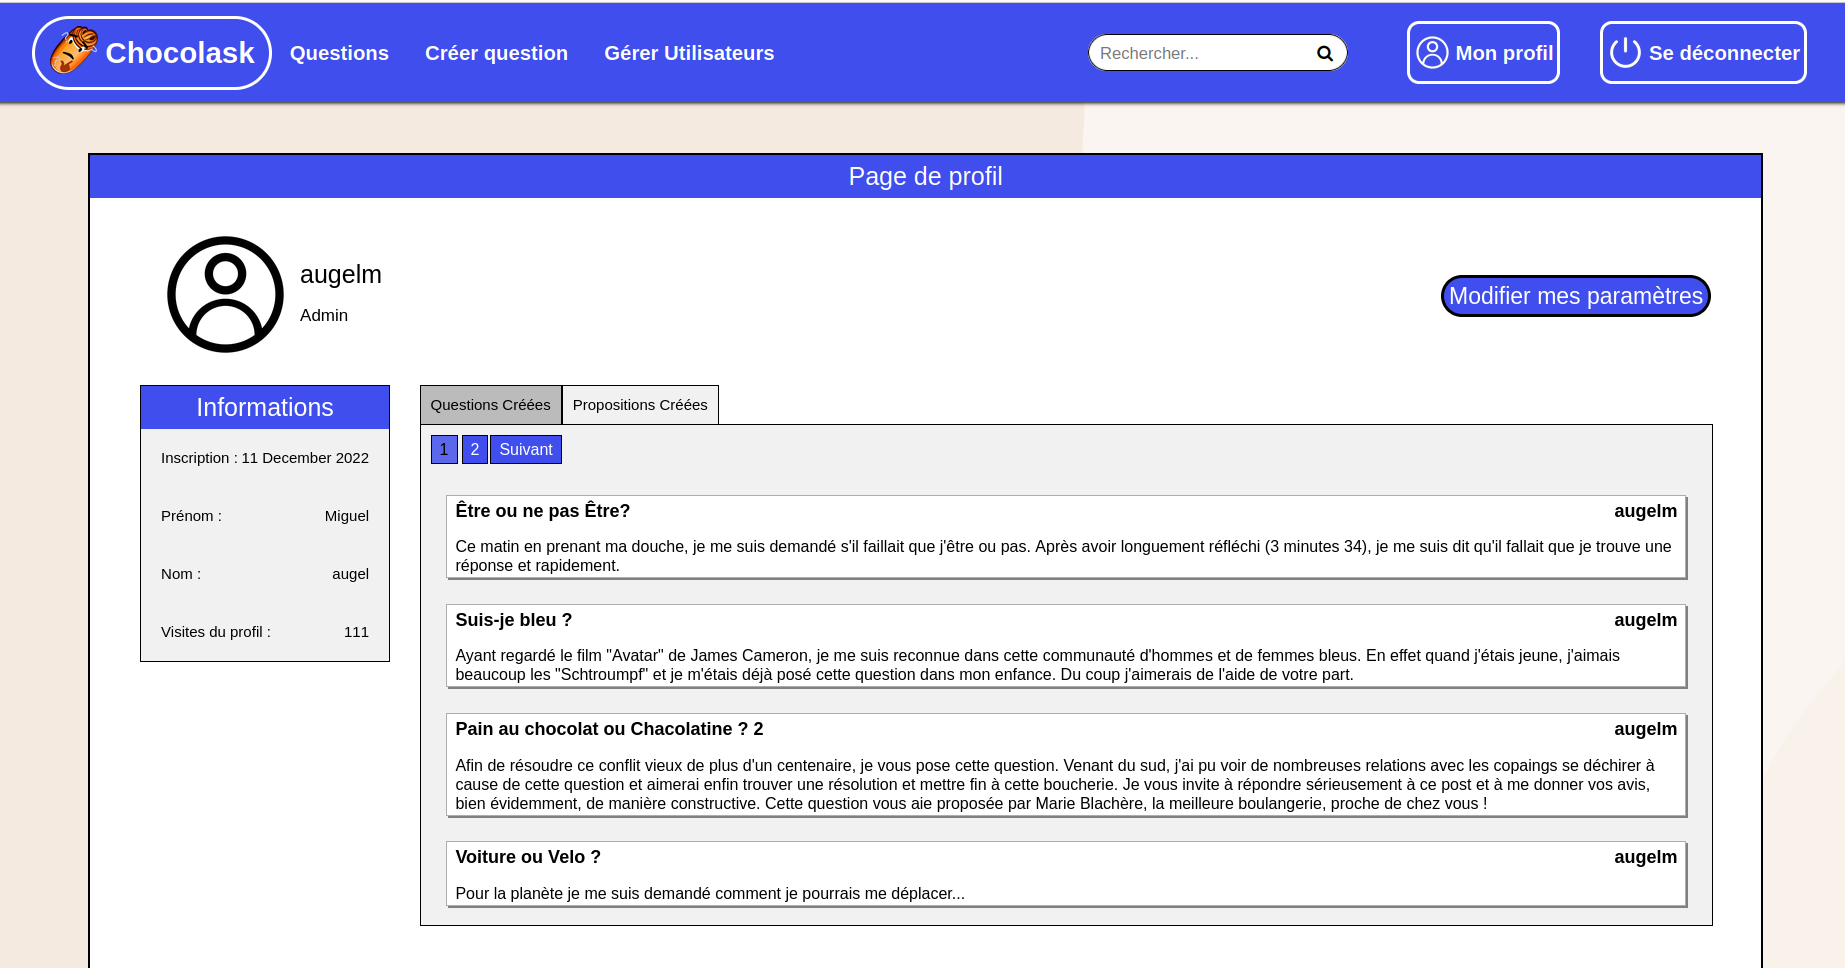 Chocolask
Questions
Créer question
Gérer Utilisateurs
Rechercher...
Mon profil
Se déconnecter
Page de profil
augelm
Admin
Modifier mes paramètres
Informations
Inscription : 11 December 2022
Prénom : Miguel
Nom : augel
Visites du profil : 111
Questions Créées
Propositions Créées
1 2 Suivant
Être ou ne pas Être? augelm
Ce matin en prenant ma douche, je me suis demandé s'il faillait que j'être ou pas. Après avoir longuement réfléchi (3 minutes 34), je me suis dit qu'il fallait que je trouve une
réponse et rapidement.
Suis-je bleu ? augelm
Ayant regardé le film "Avatar" de James Cameron, je me suis reconnue dans cette communauté d'hommes et de femmes bleus. En effet quand j'étais jeune, j'aimais
beaucoup les "Schtroumpf" et je m'étais déjà posé cette question dans mon enfance. Du coup j'aimerais de l'aide de votre part.
Pain au chocolat ou Chacolatine ? 2 augelm
Afin de résoudre ce conflit vieux de plus d'un centenaire, je vous pose cette question. Venant du sud, j'ai pu voir de nombreuses relations avec les copaings se déchirer à
cause de cette question et aimerai enfin trouver une résolution et mettre fin à cette boucherie. Je vous invite à répondre sérieusement à ce post et à me donner vos avis,
bien évidemment, de manière constructive. Cette question vous aie proposée par Marie Blachère, la meilleure boulangerie, proche de chez vous !
Voiture ou Velo ? augelm
Pour la planète je me suis demandé comment je pourrais me déplacer...